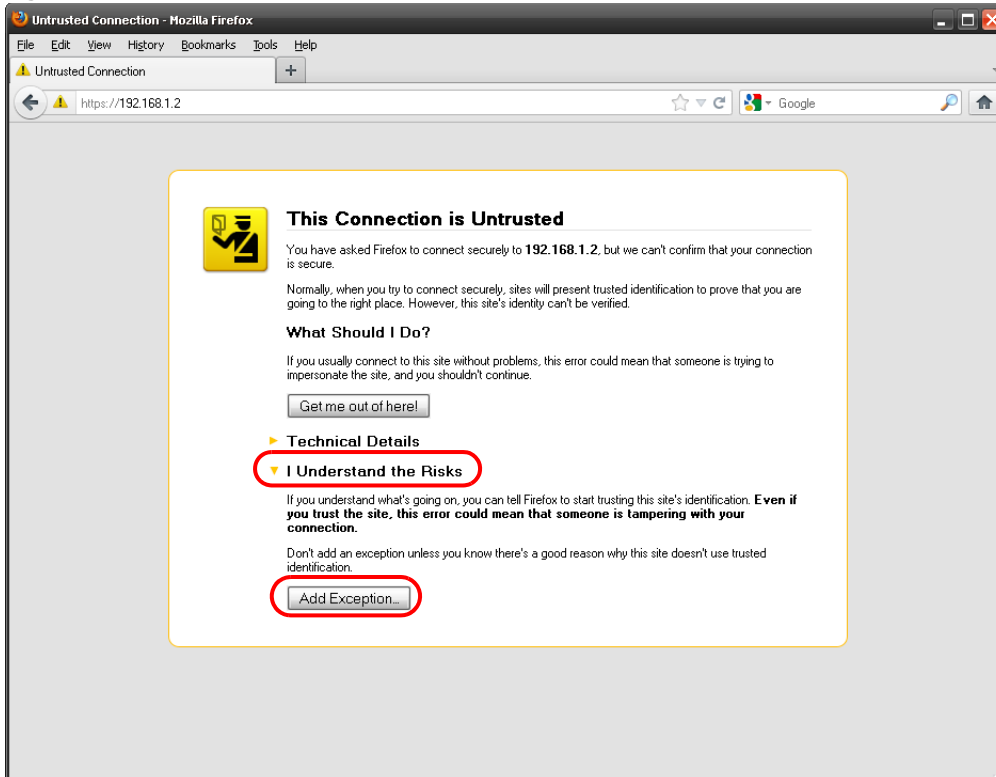 Untrusted Connection - Mozilla Firefox
File Edit View History Bookmarks Tools Help
Untrusted Connection
https://192.168.1.2
Google
This Connection is Untrusted
You have asked Firefox to connect securely to 192.168.1.2, but we can't confirm that your connection
is secure.
Normally, when you try to connect securely, sites will present trusted identification to prove that you are
going to the right place. However, this site's identity can't be verified.
What Should I Do?
If you usually connect to this site without problems, this error could mean that someone is trying to
impersonate the site, and you shouldn't continue.
Get me out of here!
Technical Details
I Understand the Risks
If you understand what's going on, you can tell Firefox to start trusting this site's identification. Even if
you trust the site, this error could mean that someone is tampering with your
connection.
Don't add an exception unless you know there's a good reason why this site doesn't use trusted
identification.
Add Exception...